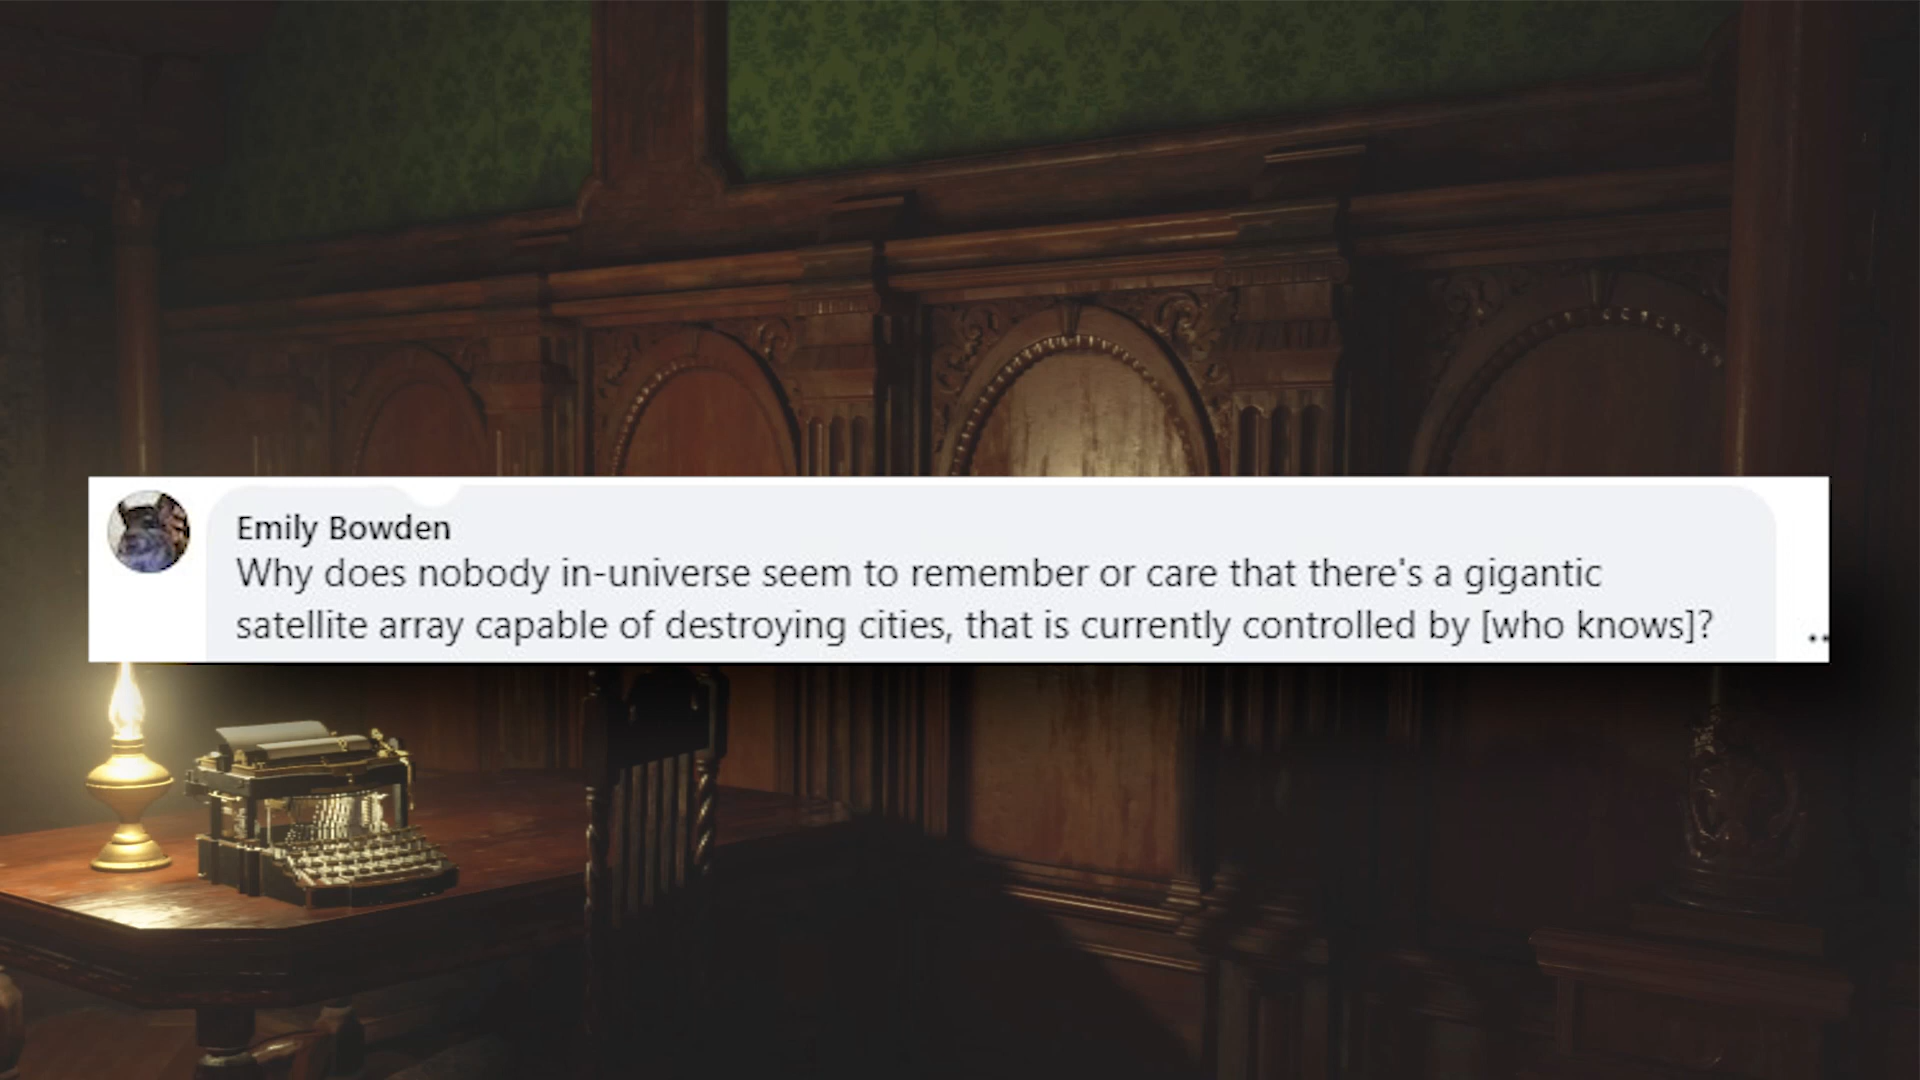 Emily Bowden
Why does nobody in-universe seem to remember or care that there's a gigantic
satellite array capable of destroying cities, that is currently controlled by [who knows]?